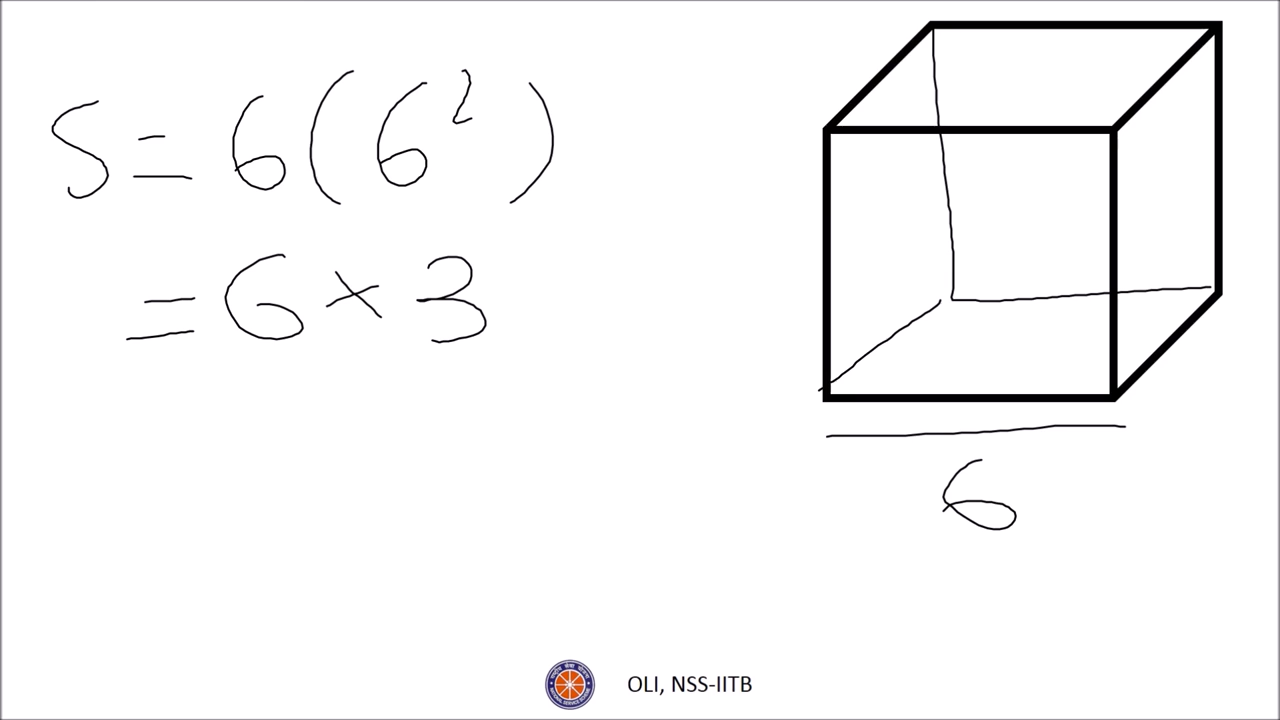 S = 6(6²)
= 6 × 3
6
OLI, NSS-IITB